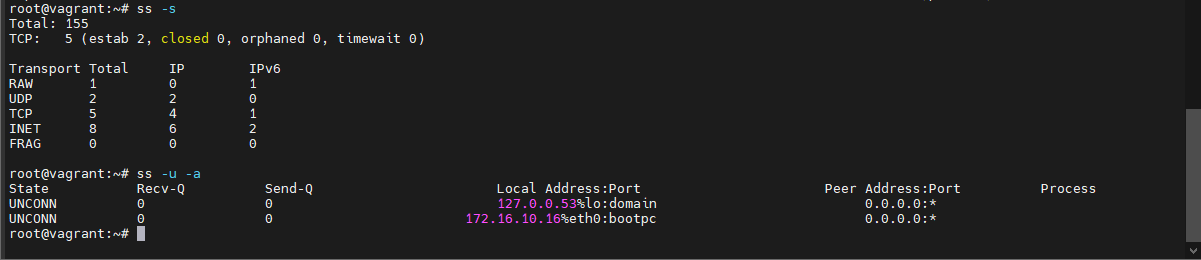 root@vagrant:~# ss -s
Total: 155
TCP:   5 (estab 2, closed 0, orphaned 0, timewait 0)
Transport Total     IP        IPv6
RAW       1         0         1
UDP       2         2         0
TCP       5         4         1
INET      8         6         2
FRAG      0         0         0
root@vagrant:~# ss -u -a
State           Recv-Q          Send-Q                       Local Address:Port                       Peer Address:Port          Process
UNCONN          0               0                            127.0.0.53%lo:domain                     0.0.0.0:*
UNCONN          0               0                        172.16.10.16%eth0:bootpc                     0.0.0.0:*
root@vagrant:~#